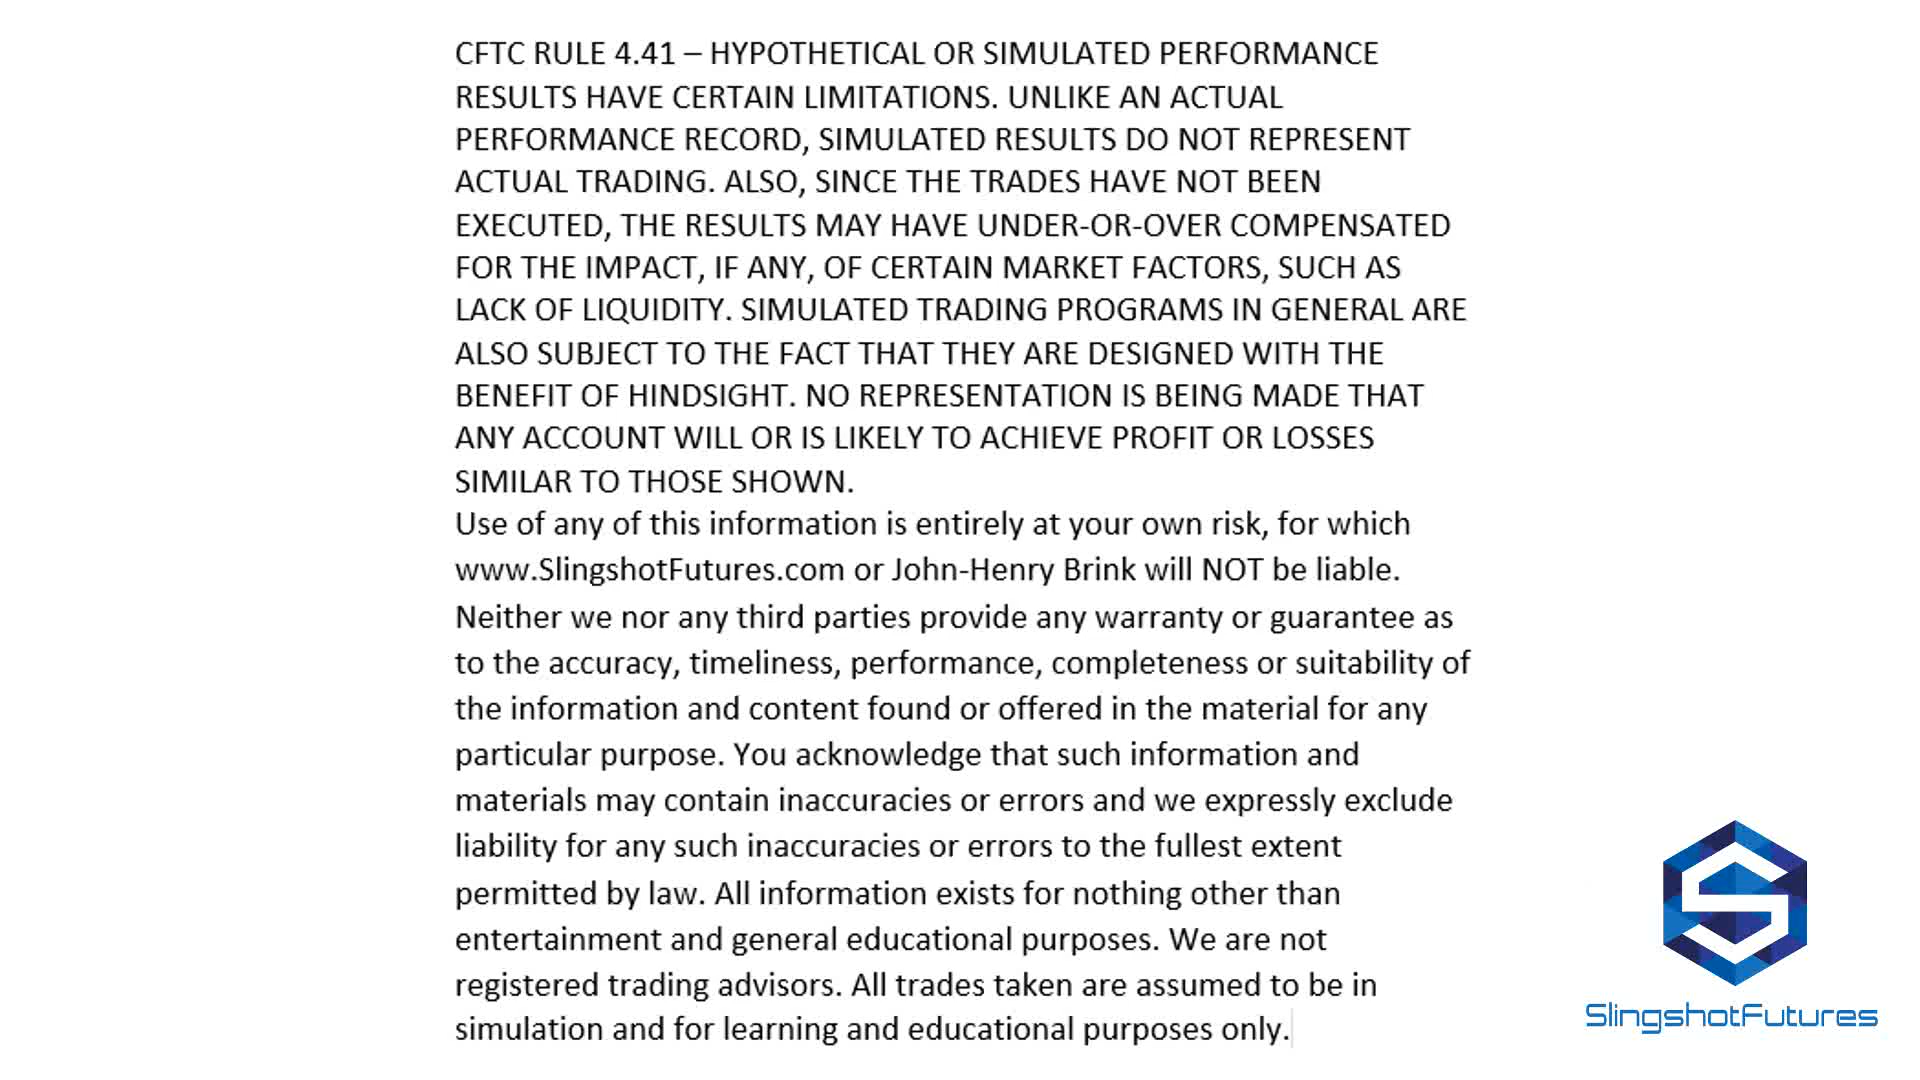 CFTC RULE 4.41 – HYPOTHETICAL OR SIMULATED PERFORMANCE
RESULTS HAVE CERTAIN LIMITATIONS. UNLIKE AN ACTUAL
PERFORMANCE RECORD, SIMULATED RESULTS DO NOT REPRESENT
ACTUAL TRADING. ALSO, SINCE THE TRADES HAVE NOT BEEN
EXECUTED, THE RESULTS MAY HAVE UNDER-OR-OVER COMPENSATED
FOR THE IMPACT, IF ANY, OF CERTAIN MARKET FACTORS, SUCH AS
LACK OF LIQUIDITY. SIMULATED TRADING PROGRAMS IN GENERAL ARE
ALSO SUBJECT TO THE FACT THAT THEY ARE DESIGNED WITH THE
BENEFIT OF HINDSIGHT. NO REPRESENTATION IS BEING MADE THAT
ANY ACCOUNT WILL OR IS LIKELY TO ACHIEVE PROFIT OR LOSSES
SIMILAR TO THOSE SHOWN.
Use of any of this information is entirely at your own risk, for which
www.SlingshotFutures.com or John-Henry Brink will NOT be liable.
Neither we nor any third parties provide any warranty or guarantee as
to the accuracy, timeliness, performance, completeness or suitability of
the information and content found or offered in the material for any
particular purpose. You acknowledge that such information and
materials may contain inaccuracies or errors and we expressly exclude
liability for any such inaccuracies or errors to the fullest extent
permitted by law. All information exists for nothing other than
entertainment and general educational purposes. We are not
registered trading advisors. All trades taken are assumed to be in
simulation and for learning and educational purposes only.
SlingshotFutures